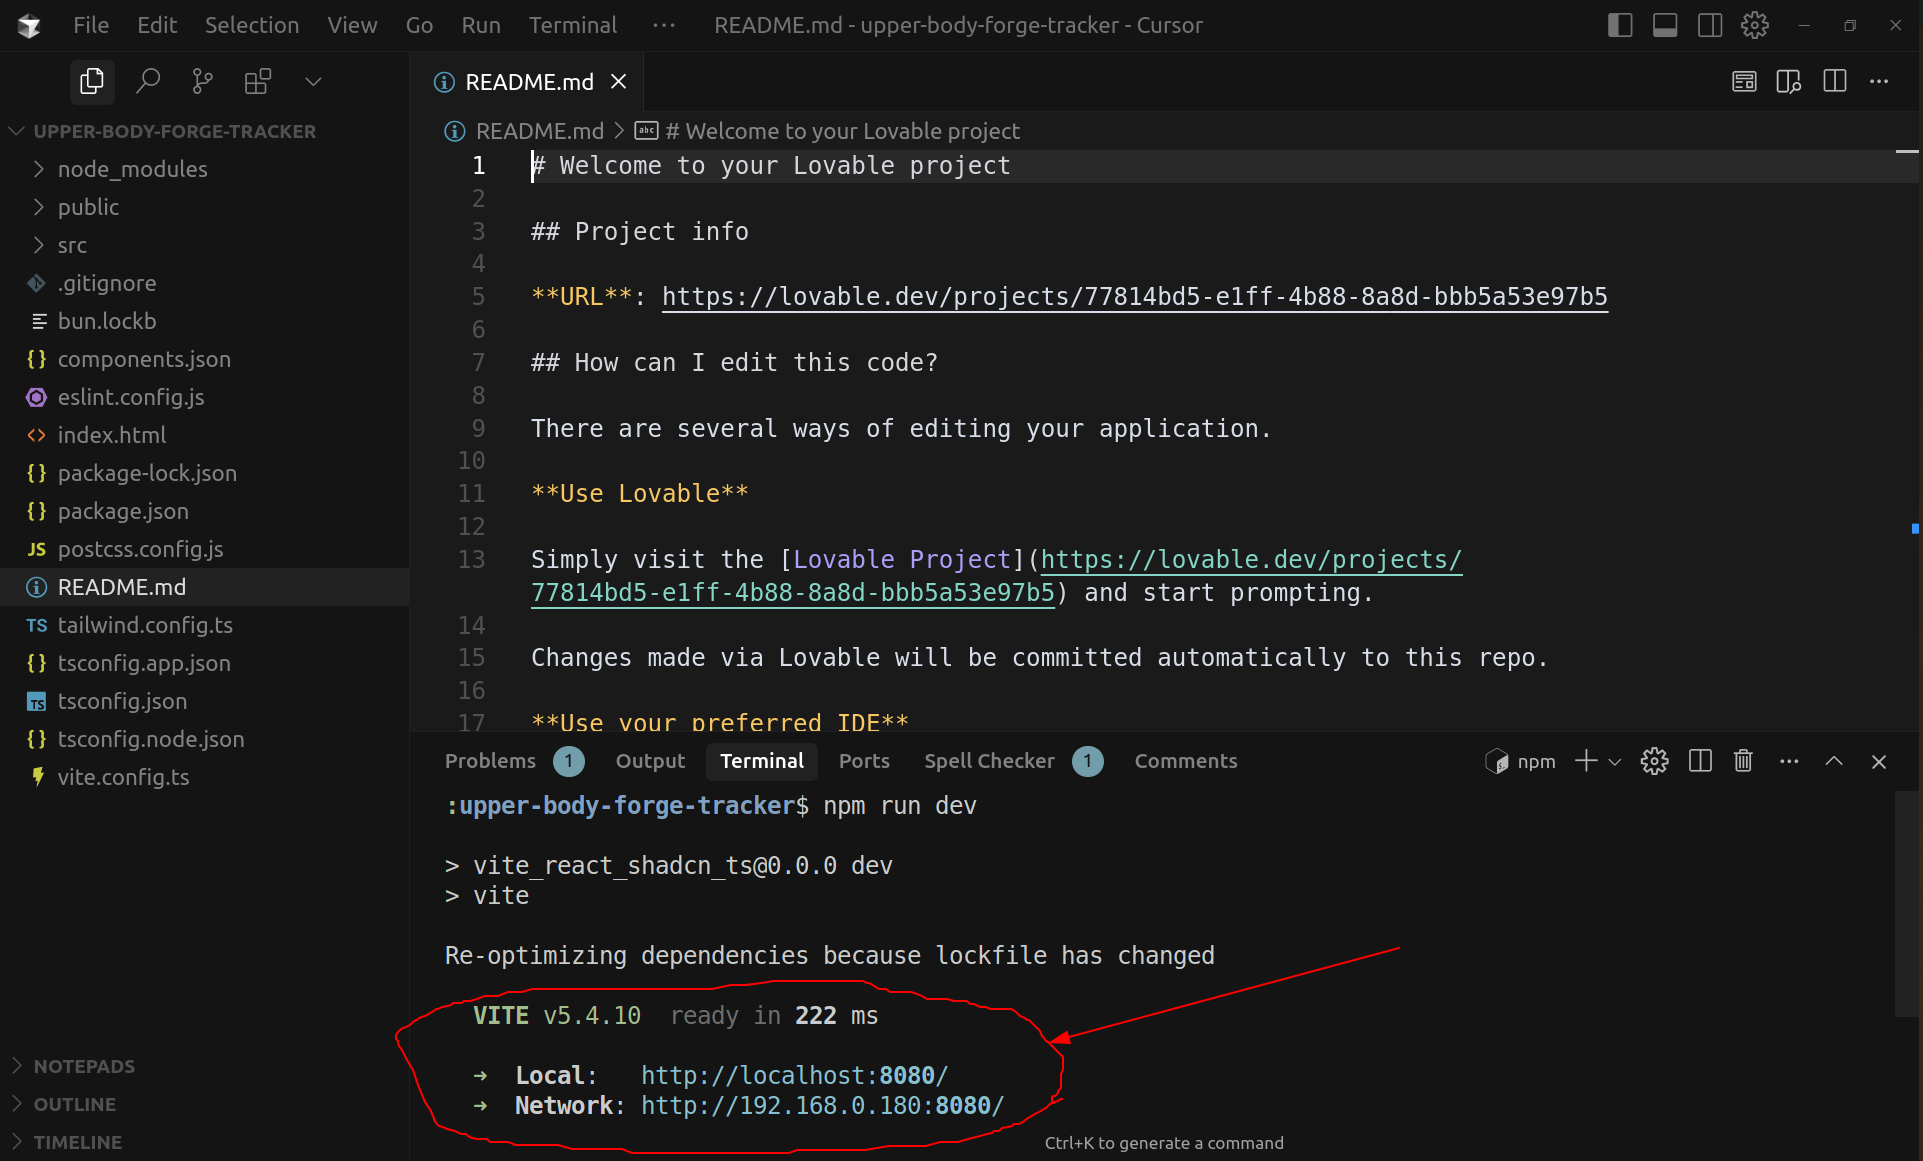 File Edit Selection View Go Run Terminal ··· README.md - upper-body-forge-tracker - Cursor
README.md
UPPER-BODY-FORGE-TRACKER
node_modules
public
src
.gitignore
bun.lockb
{} components.json
eslint.config.js
<> index.html
{} package-lock.json
{} package.json
JS postcss.config.js
README.md
TS tailwind.config.ts
{} tsconfig.app.json
TS tsconfig.json
{} tsconfig.node.json
vite.config.ts
NOTEPADS
OUTLINE
TIMELINE
README.md > abc # Welcome to your Lovable project
1 # Welcome to your Lovable project
2
3 ## Project info
4
5 **URL**: https://lovable.dev/projects/77814bd5-e1ff-4b88-8a8d-bbb5a53e97b5
6
7 ## How can I edit this code?
8
9 There are several ways of editing your application.
10
11 **Use Lovable**
12
13 Simply visit the [Lovable Project](https://lovable.dev/projects/
77814bd5-e1ff-4b88-8a8d-bbb5a53e97b5) and start prompting.
14
15 Changes made via Lovable will be committed automatically to this repo.
16
17 **Use your preferred IDE**
Problems 1 Output Terminal Ports Spell Checker 1 Comments npm
:upper-body-forge-tracker$ npm run dev
> vite_react_shadcn_ts@0.0.0 dev
> vite
Re-optimizing dependencies because lockfile has changed
VITE v5.4.10 ready in 222 ms
➜ Local: http://localhost:8080/
➜ Network: http://192.168.0.180:8080/
Ctrl+K to generate a command